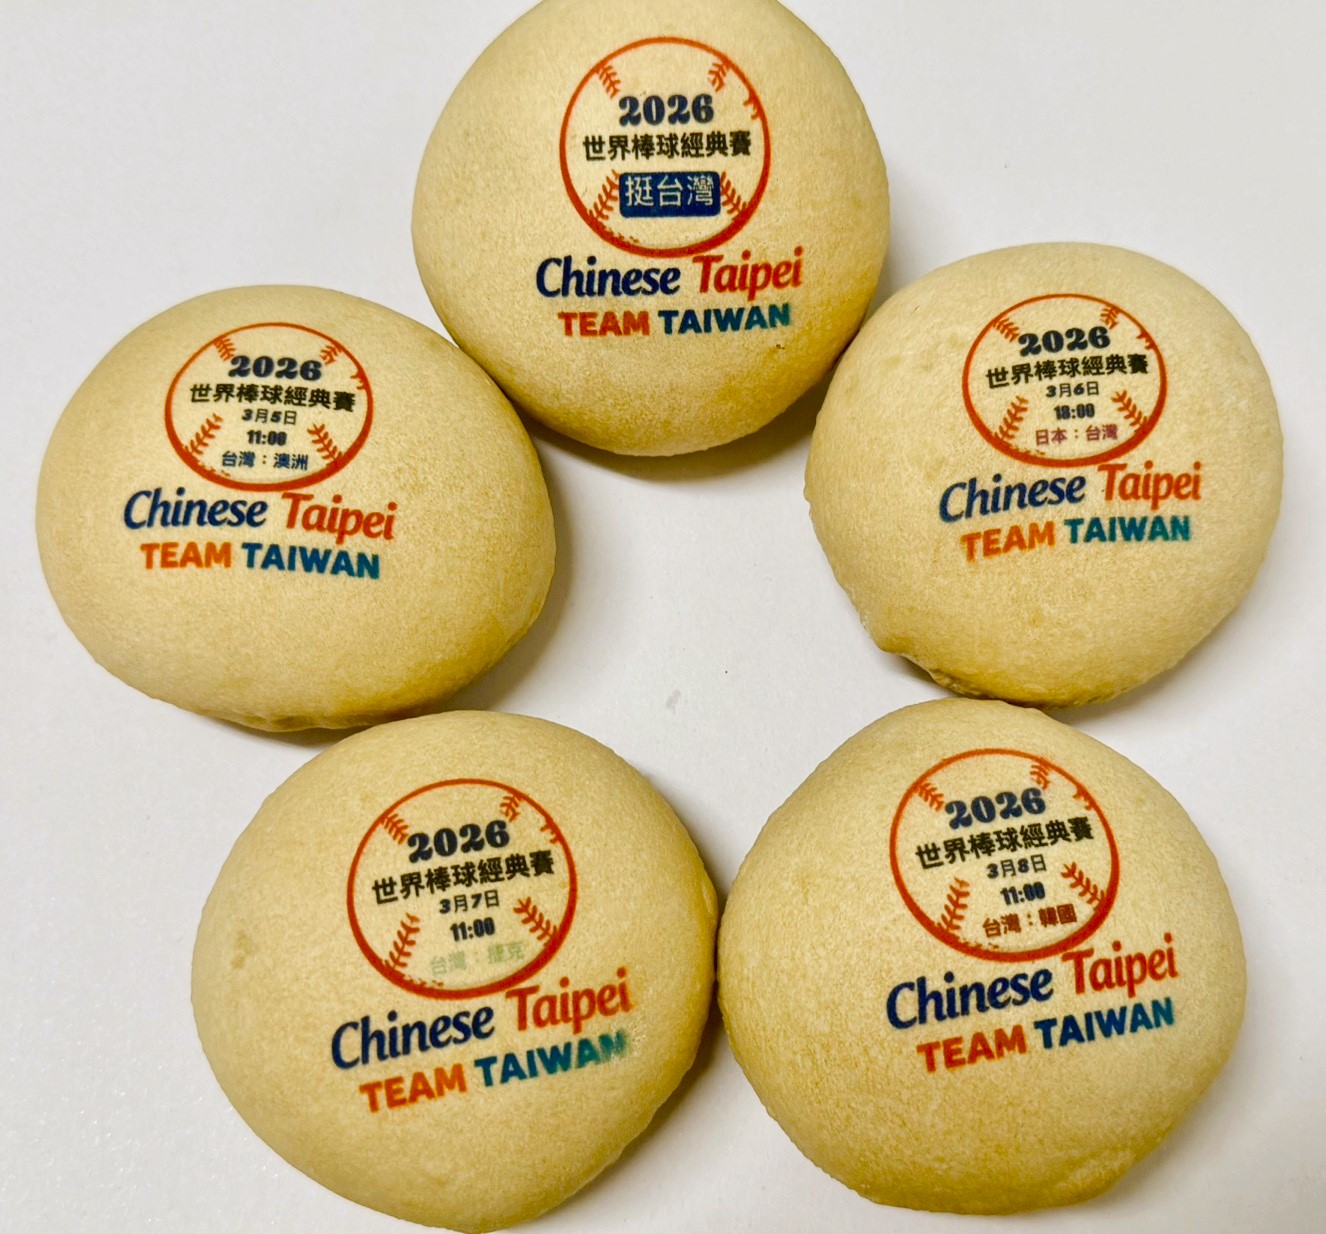 2026
世界棒球經典賽
挺台灣
Chinese Taipei
TEAM TAIWAN
2026
世界棒球經典賽
3月5日
11:00
台灣：澳洲
Chinese Taipei
TEAM TAIWAN
2026
世界棒球經典賽
3月6日
18:00
日本：台灣
Chinese Taipei
TEAM TAIWAN
2026
世界棒球經典賽
3月7日
11:00
台灣：捷克
Chinese Taipei
TEAM TAIWAN
2026
世界棒球經典賽
3月8日
11:00
台灣：韓國
Chinese Taipei
TEAM TAIWAN